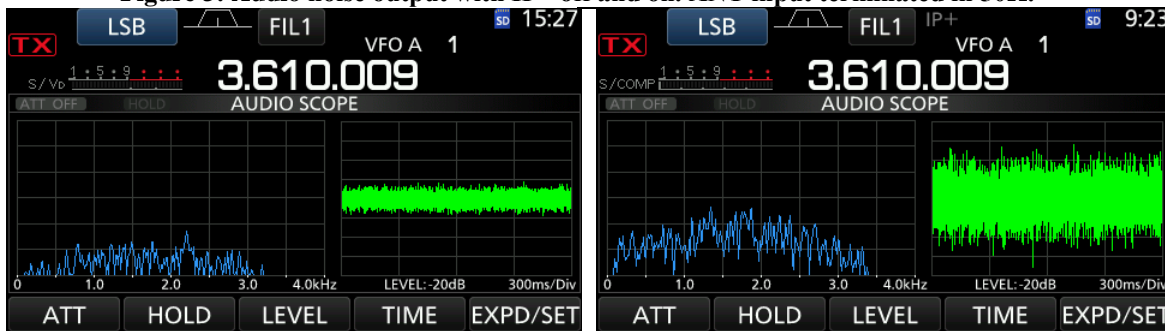 Audio noise output with IP+ off and on. ANT input terminated in 50Ω.
LSB FIL1 SD 15:27
TX VFO A 1
S/VD 1 : 5 : 9 : : :
3.610.009
ATT OFF HOLD AUDIO SCOPE
0 1.0 2.0 3.0 4.0kHz LEVEL:-20dB 300ms/Div
ATT HOLD LEVEL TIME EXPD/SET
LSB FIL1 IP+ SD 9:23
TX VFO A 1
S/COMP 1 : 5 : 9 : : :
3.610.009
ATT OFF HOLD AUDIO SCOPE
0 1.0 2.0 3.0 4.0kHz LEVEL:-20dB 300ms/Div
ATT HOLD LEVEL TIME EXPD/SET